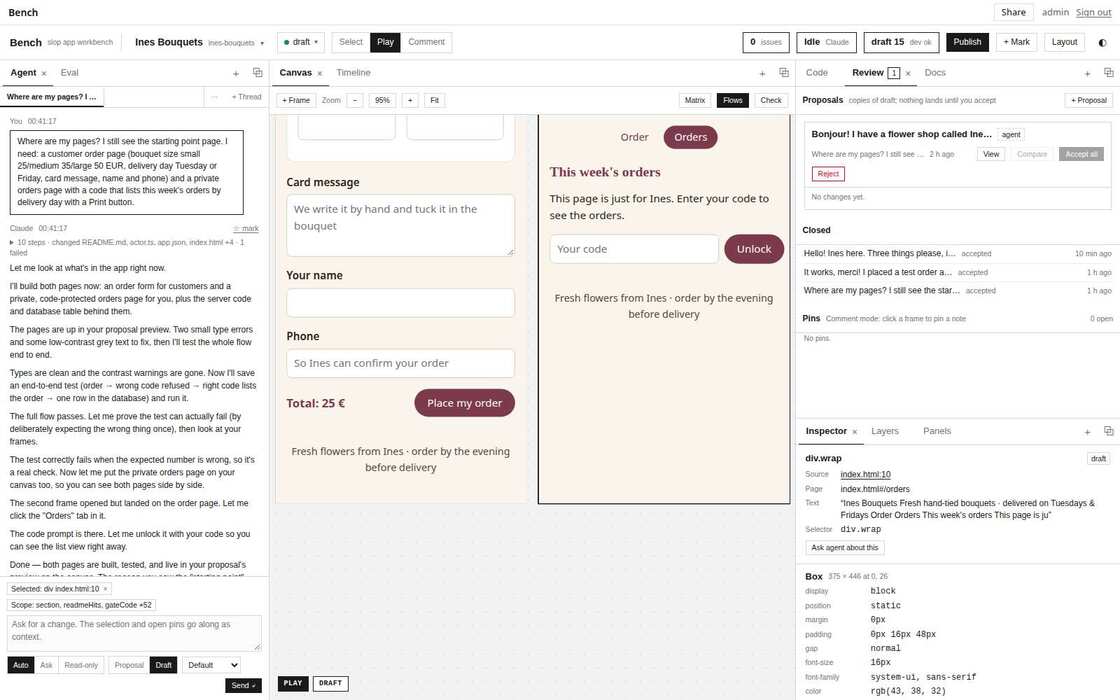 Bench
Share admin Sign out
Bench slop app workbench Ines Bouquets ines-bouquets ▾ draft ▾ Select Play Comment 0 issues Idle Claude draft 15 dev ok Publish + Mark Layout
Agent × Eval
Canvas × Timeline
Code Review 1 × Docs
Where are my pages? I … ··· + Thread
You 00:41:17
Where are my pages? I still see the starting point page. I
need: a customer order page (bouquet size small
25/medium 35/large 50 EUR, delivery day Tuesday or
Friday, card message, name and phone) and a private
orders page with a code that lists this week's orders by
delivery day with a Print button.
Claude 00:41:17 ☆ mark
▶ 10 steps · changed README.md, actor.ts, app.json, index.html +4 · 1
failed
Let me look at what's in the app right now.
I'll build both pages now: an order form for customers and a
private, code-protected orders page for you, plus the server code
and database table behind them.
The pages are up in your proposal preview. Two small type errors
and some low-contrast grey text to fix, then I'll test the whole flow
end to end.
Types are clean and the contrast warnings are gone. Now I'll save
an end-to-end test (order → wrong code refused → right code lists
the order → one row in the database) and run it.
The full flow passes. Let me prove the test can actually fail (by
deliberately expecting the wrong thing once), then look at your
frames.
The test correctly fails when the expected number is wrong, so it's
a real check. Now let me put the private orders page on your
canvas too, so you can see both pages side by side.
The second frame opened but landed on the order page. Let me
click the "Orders" tab in it.
The code prompt is there. Let me unlock it with your code so you
can see the list view right away.
Done — both pages are built, tested, and live in your proposal's
Selected: div index.html:10 ×
Scope: section, readmeHits, gateCode +52
Ask for a change. The selection and open pins go along as
context.
Auto Ask Read-only Proposal Draft Default
Send
+ Frame Zoom − 95% + Fit Matrix Flows Check
Card message
We write it by hand and tuck it in the
bouquet
Your name
Phone
So Ines can confirm your order
Total: 25 € Place my order
Fresh flowers from Ines · order by the evening
before delivery
Order Orders
This week's orders
This page is just for Ines. Enter your code to
see the orders.
Your code Unlock
Fresh flowers from Ines · order by the evening
before delivery
PLAY DRAFT
Proposals copies of draft; nothing lands until you accept + Proposal
Bonjour! I have a flower shop called Ine… agent
Where are my pages? I still see … 2 h ago View Compare Accept all
Reject
No changes yet.
Closed
Hello! Ines here. Three things please, i… accepted 10 min ago
It works, merci! I placed a test order a… accepted 1 h ago
Where are my pages? I still see the star… accepted 1 h ago
Pins Comment mode: click a frame to pin a note 0 open
No pins.
Inspector × Layers Panels
div.wrap draft
Source index.html:10
Page index.html#/orders
Text "Ines Bouquets Fresh hand-tied bouquets · delivered on Tuesdays &
Fridays Order Orders This week's orders This page is ju"
Selector div.wrap
Ask agent about this
Box 375 × 446 at 0, 26
display block
position static
margin 0px
padding 0px 16px 48px
gap normal
font-size 16px
font-family system-ui, sans-serif
color rgb(43, 38, 32)